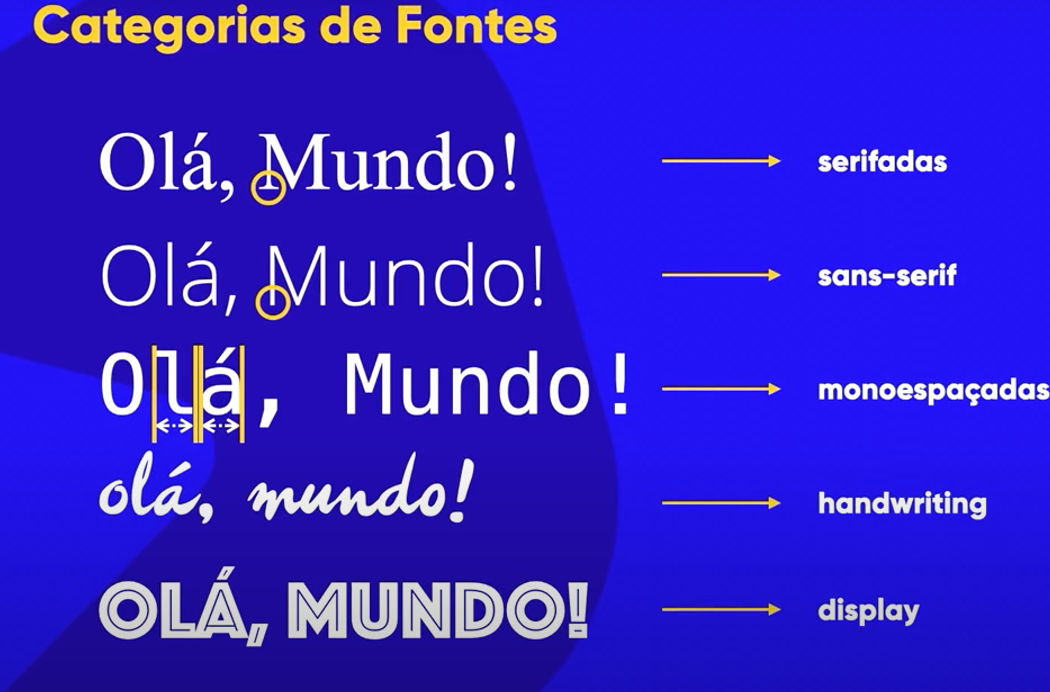 Categorias de Fontes
Olá, Mundo! serifadas
Olá, Mundo! sans-serif
Olá, Mundo! monoespaçadas
olá, mundo! handwriting
OLÁ, MUNDO! display